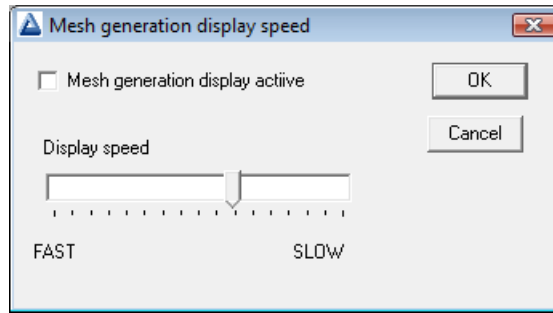 Mesh generation display speed
Mesh generation display actiive
OK
Cancel
Display speed
FAST
SLOW